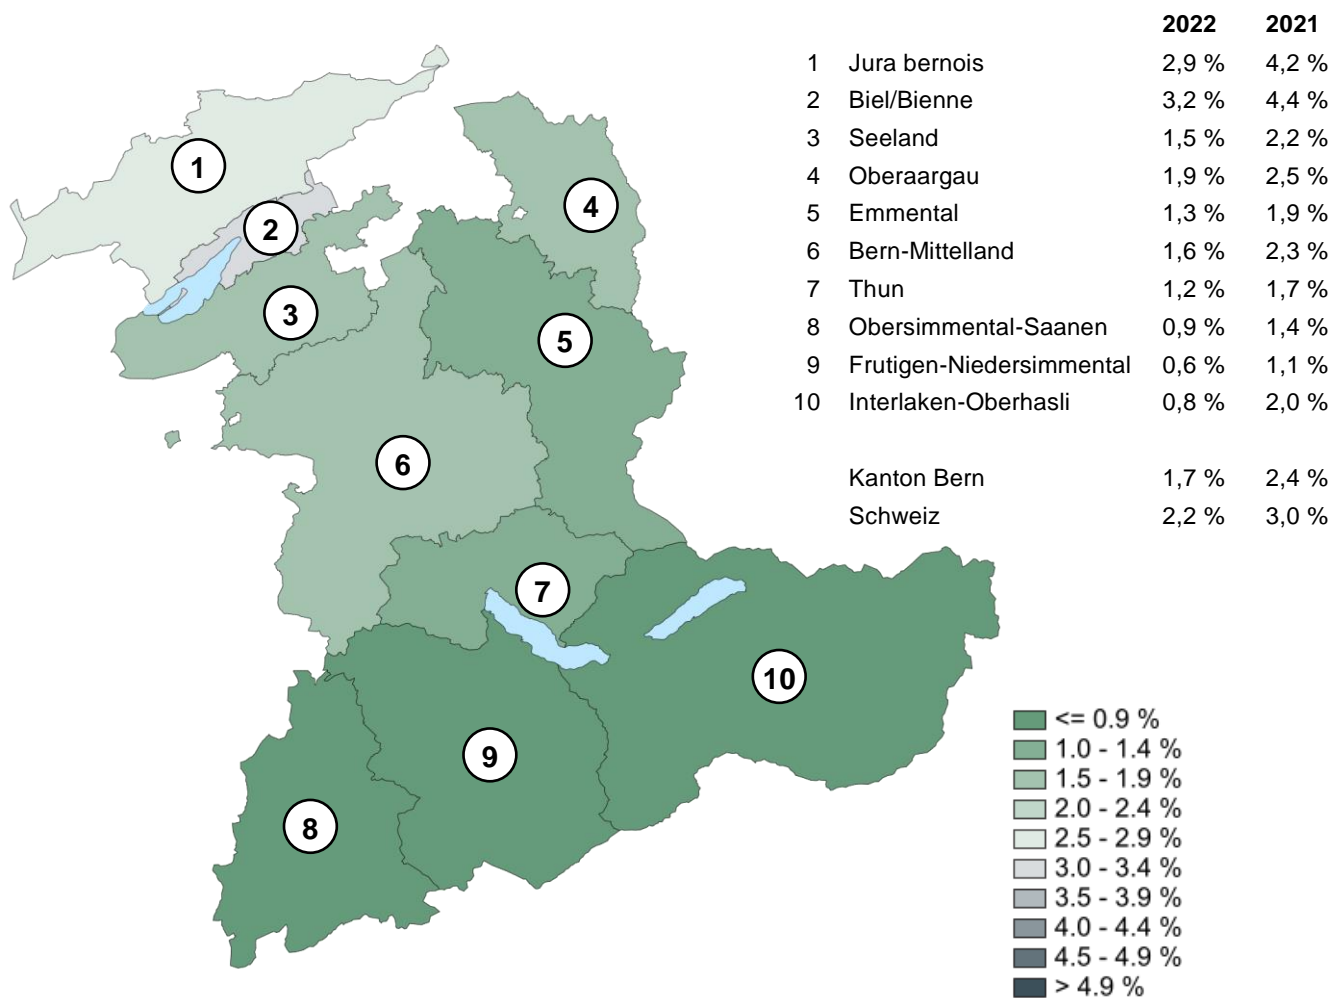 2022 2021
1 Jura bernois 2,9 % 4,2 %
2 Biel/Bienne 3,2 % 4,4 %
3 Seeland 1,5 % 2,2 %
4 Oberaargau 1,9 % 2,5 %
5 Emmental 1,3 % 1,9 %
6 Bern-Mittelland 1,6 % 2,3 %
7 Thun 1,2 % 1,7 %
8 Obersimmental-Saanen 0,9 % 1,4 %
9 Frutigen-Niedersimmental 0,6 % 1,1 %
10 Interlaken-Oberhasli 0,8 % 2,0 %
Kanton Bern 1,7 % 2,4 %
Schweiz 2,2 % 3,0 %
1
2
3
4
5
6
7
8
9
10
<= 0.9 %
1.0 - 1.4 %
1.5 - 1.9 %
2.0 - 2.4 %
2.5 - 2.9 %
3.0 - 3.4 %
3.5 - 3.9 %
4.0 - 4.4 %
4.5 - 4.9 %
> 4.9 %